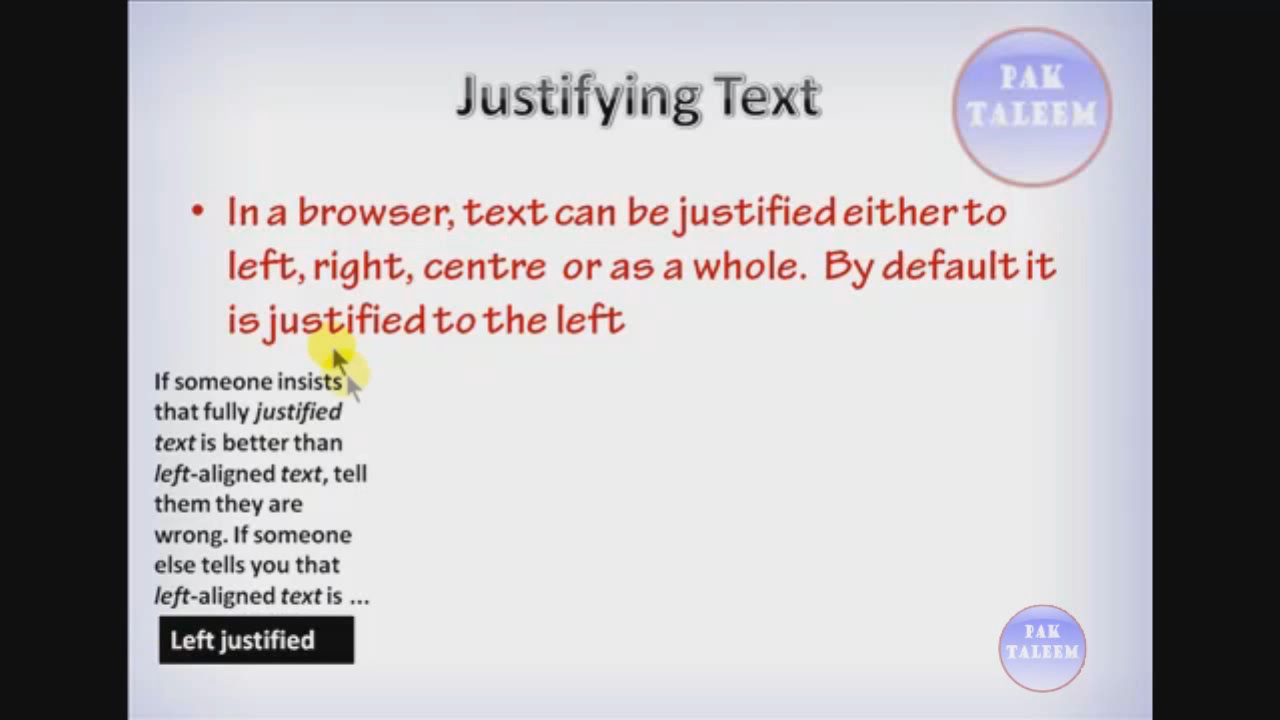 Justifying Text
PAK
TALEEM
• In a browser, text can be justified either to
left, right, centre or as a whole. By default it
is justified to the left
If someone insists
that fully justified
text is better than
left-aligned text, tell
them they are
wrong. If someone
else tells you that
left-aligned text is ...
Left justified
PAK
TALEEM